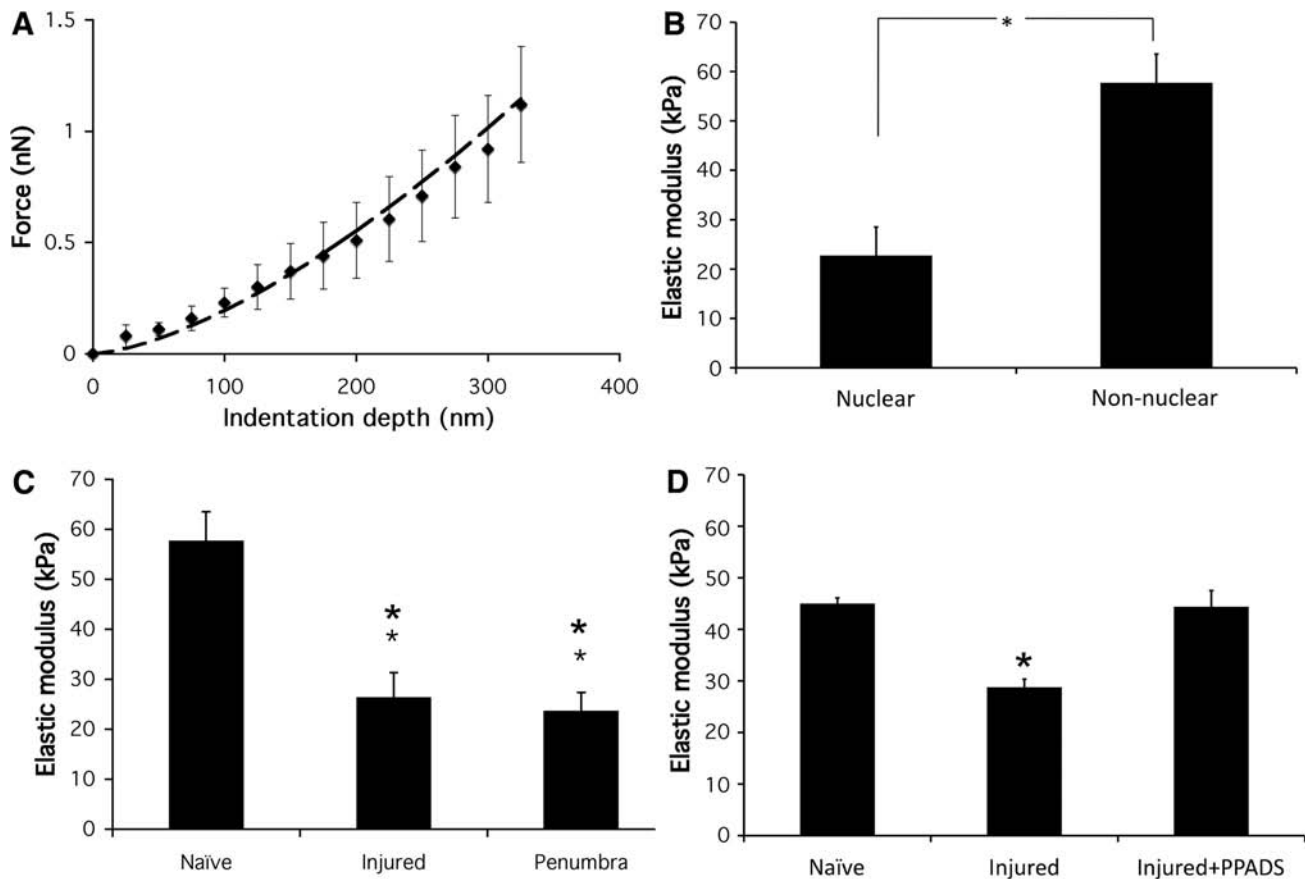 A
Force (nN)
1.5
1
0.5
0
0 100 200 300 400
Indentation depth (nm)
B
*
Elastic modulus (kPa)
70
60
50
40
30
20
10
0
Nuclear Non-nuclear
C
Elastic modulus (kPa)
70
60
50
40
30
20
10
0
* *
* *
Naïve Injured Penumbra
D
Elastic modulus (kPa)
70
60
50
40
30
20
10
0
*
Naïve Injured Injured+PPADS